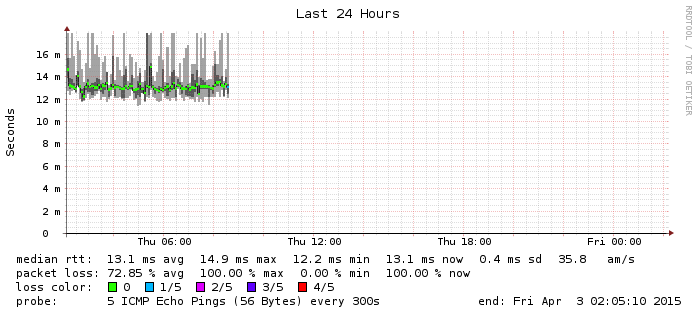 Last 24 Hours
RRDTOOL / TOBI OETIKER
Seconds
16 m
14 m
12 m
10 m
8 m
6 m
4 m
2 m
0
Thu 06:00 Thu 12:00 Thu 18:00 Fri 00:00
median rtt: 13.1 ms avg 14.9 ms max 12.2 ms min 13.1 ms now 0.4 ms sd 35.8 am/s
packet loss: 72.85 % avg 100.00 % max 0.00 % min 100.00 % now
loss color: 0 1/5 2/5 3/5 4/5
probe: 5 ICMP Echo Pings (56 Bytes) every 300s end: Fri Apr 3 02:05:10 2015